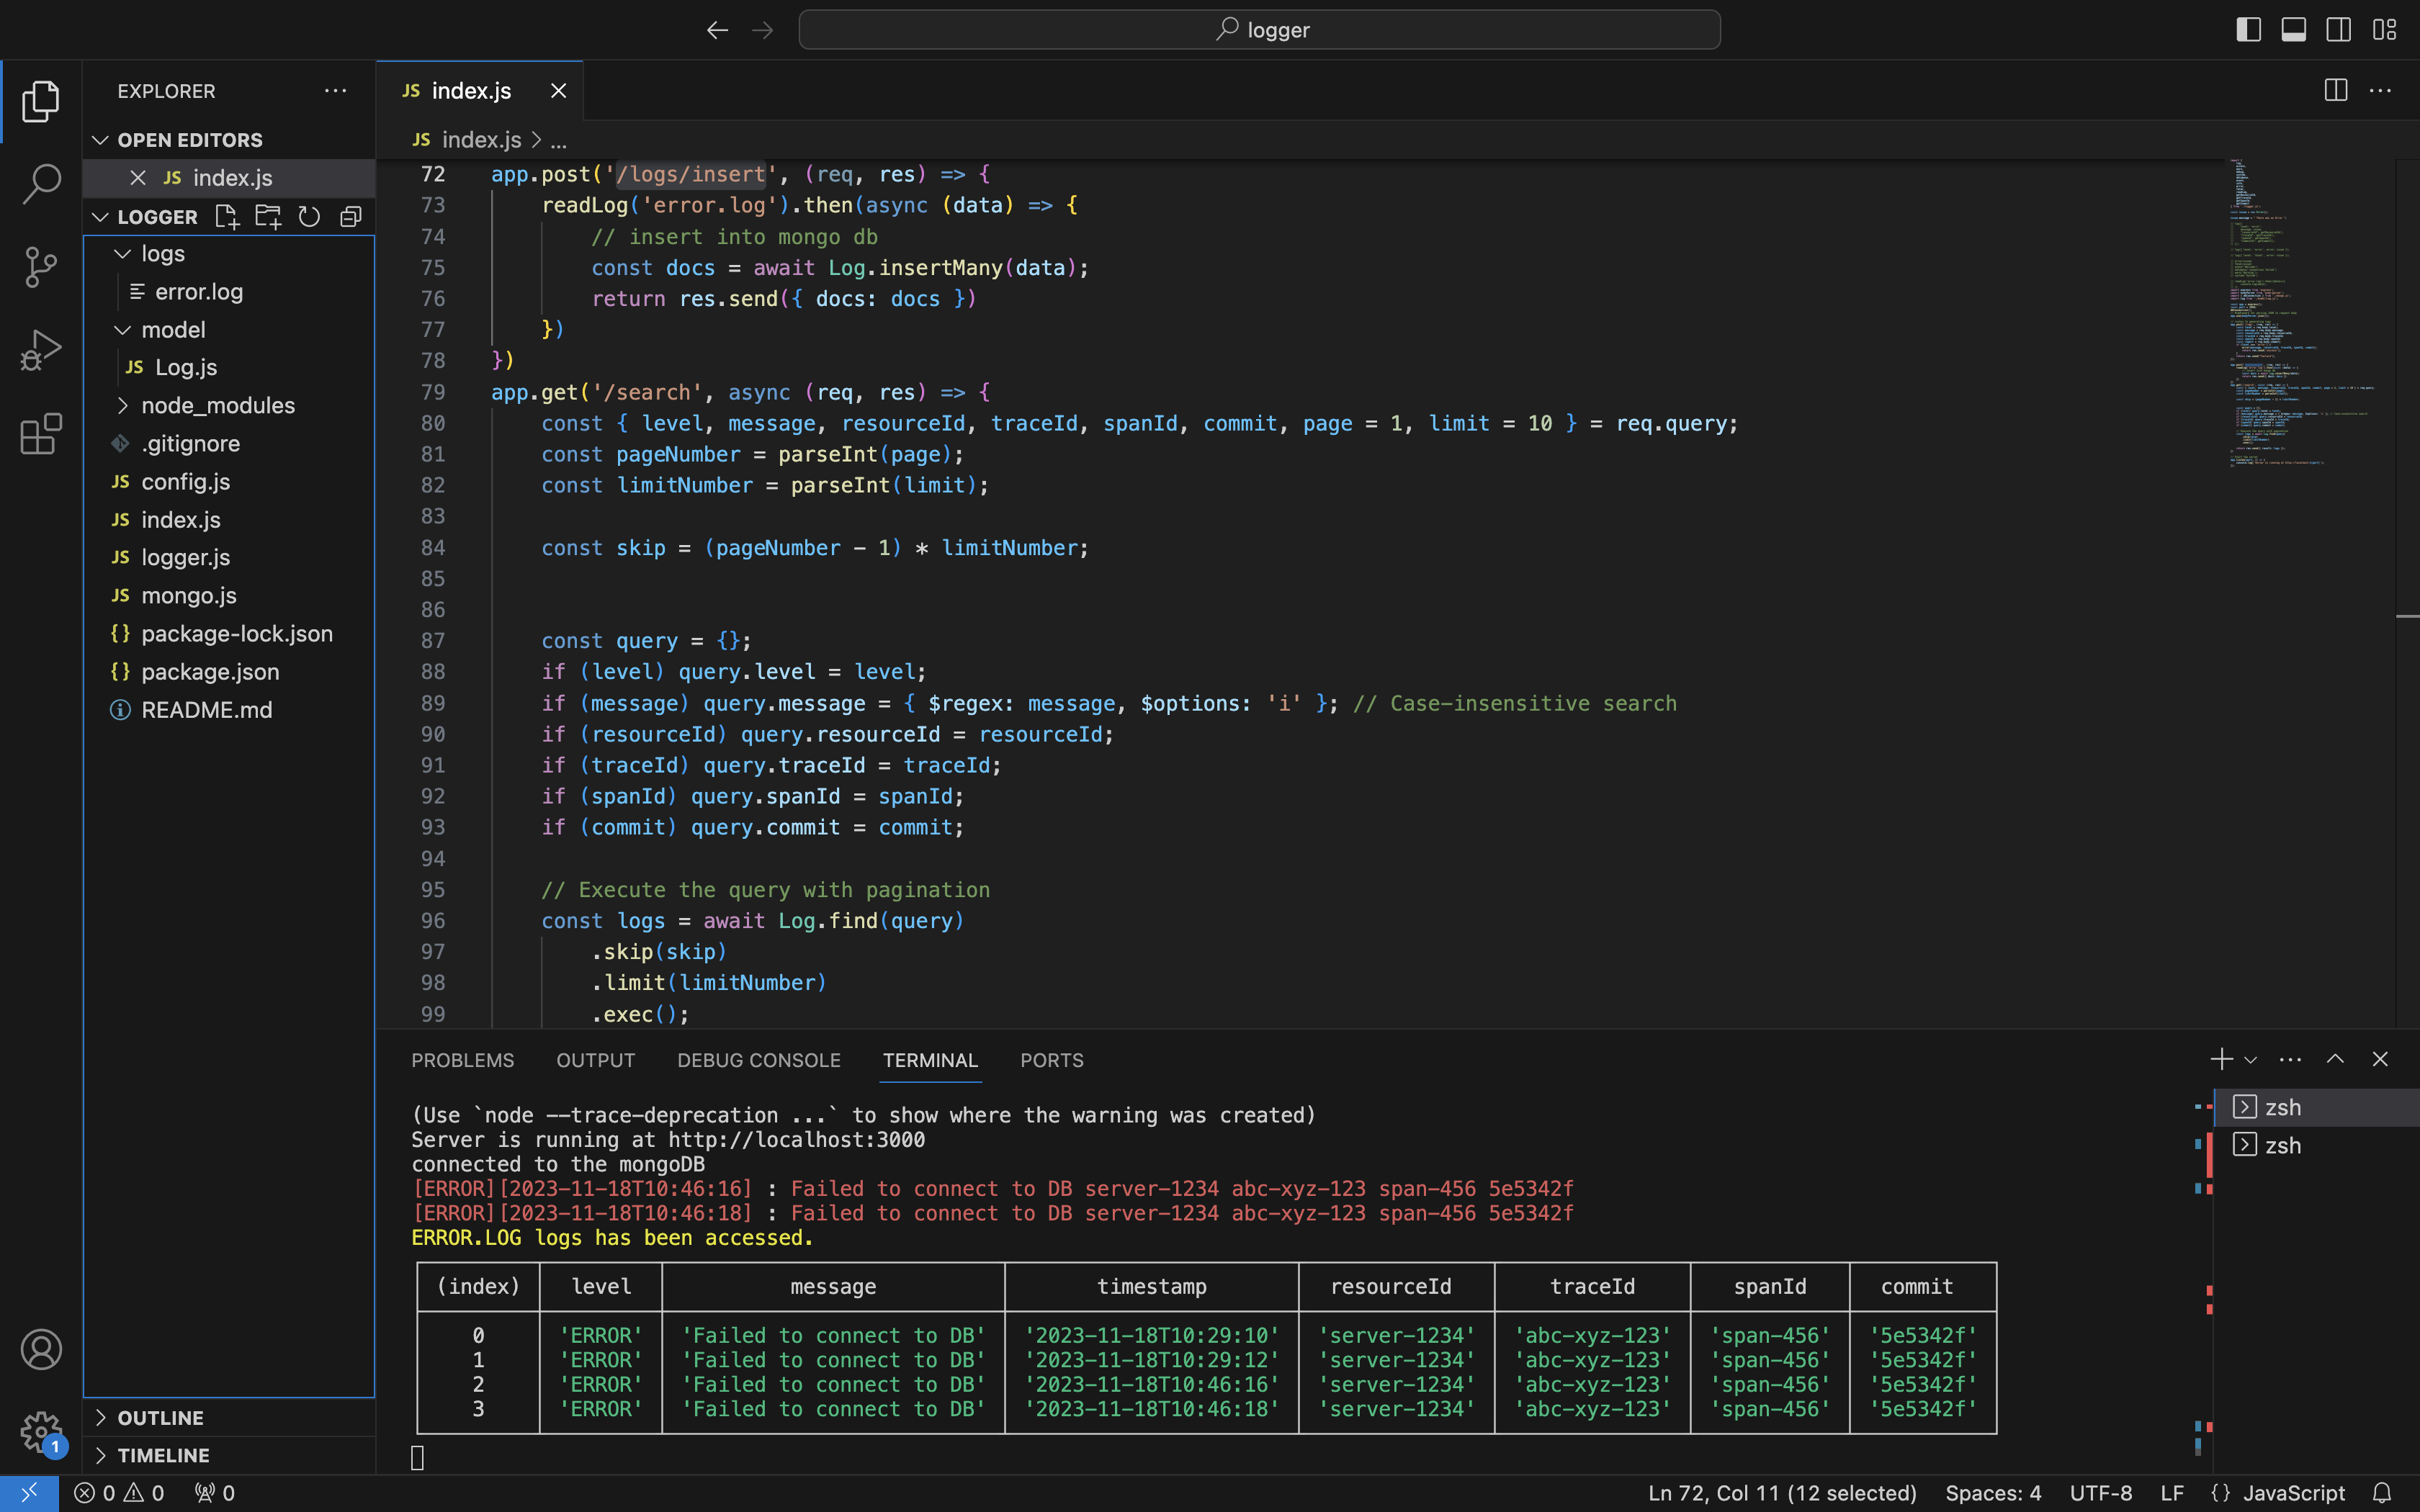 logger
EXPLORER
OPEN EDITORS
JS index.js
LOGGER
logs
error.log
model
JS Log.js
node_modules
.gitignore
JS config.js
JS index.js
JS logger.js
JS mongo.js
{} package-lock.json
{} package.json
README.md
OUTLINE
TIMELINE
JS index.js
JS index.js > ...
72 app.post('/logs/insert', (req, res) => {
73 readLog('error.log').then(async (data) => {
74 // insert into mongo db
75 const docs = await Log.insertMany(data);
76 return res.send({ docs: docs })
77 })
78 })
79 app.get('/search', async (req, res) => {
80 const { level, message, resourceId, traceId, spanId, commit, page = 1, limit = 10 } = req.query;
81 const pageNumber = parseInt(page);
82 const limitNumber = parseInt(limit);
83
84 const skip = (pageNumber - 1) * limitNumber;
85
86
87 const query = {};
88 if (level) query.level = level;
89 if (message) query.message = { $regex: message, $options: 'i' }; // Case-insensitive search
90 if (resourceId) query.resourceId = resourceId;
91 if (traceId) query.traceId = traceId;
92 if (spanId) query.spanId = spanId;
93 if (commit) query.commit = commit;
94
95 // Execute the query with pagination
96 const logs = await Log.find(query)
97 .skip(skip)
98 .limit(limitNumber)
99 .exec();
PROBLEMS OUTPUT DEBUG CONSOLE TERMINAL PORTS
(Use `node --trace-deprecation ...` to show where the warning was created)
Server is running at http://localhost:3000
connected to the mongoDB
[ERROR][2023-11-18T10:46:16] : Failed to connect to DB server-1234 abc-xyz-123 span-456 5e5342f
[ERROR][2023-11-18T10:46:18] : Failed to connect to DB server-1234 abc-xyz-123 span-456 5e5342f
ERROR.LOG logs has been accessed.
(index) level message timestamp resourceId traceId spanId commit
0 'ERROR' 'Failed to connect to DB' '2023-11-18T10:29:10' 'server-1234' 'abc-xyz-123' 'span-456' '5e5342f'
1 'ERROR' 'Failed to connect to DB' '2023-11-18T10:29:12' 'server-1234' 'abc-xyz-123' 'span-456' '5e5342f'
2 'ERROR' 'Failed to connect to DB' '2023-11-18T10:46:16' 'server-1234' 'abc-xyz-123' 'span-456' '5e5342f'
3 'ERROR' 'Failed to connect to DB' '2023-11-18T10:46:18' 'server-1234' 'abc-xyz-123' 'span-456' '5e5342f'
zsh
zsh
1
0 0 0
Ln 72, Col 11 (12 selected) Spaces: 4 UTF-8 LF {} JavaScript